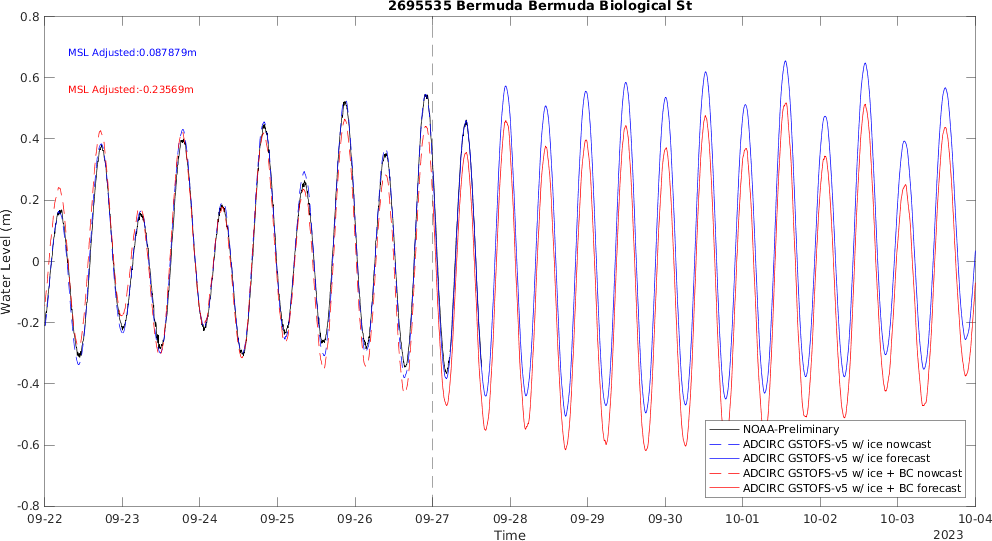 2695535 Bermuda Bermuda Biological St
MSL Adjusted:0.087879m
MSL Adjusted:-0.23569m
Water Level (m)
0.8
0.6
0.4
0.2
0
-0.2
-0.4
-0.6
-0.8
NOAA-Preliminary
ADCIRC GSTOFS-v5 w/ ice nowcast
ADCIRC GSTOFS-v5 w/ ice forecast
ADCIRC GSTOFS-v5 w/ ice + BC nowcast
ADCIRC GSTOFS-v5 w/ ice + BC forecast
09-22 09-23 09-24 09-25 09-26 09-27 09-28 09-29 09-30 10-01 10-02 10-03 10-04
Time
2023